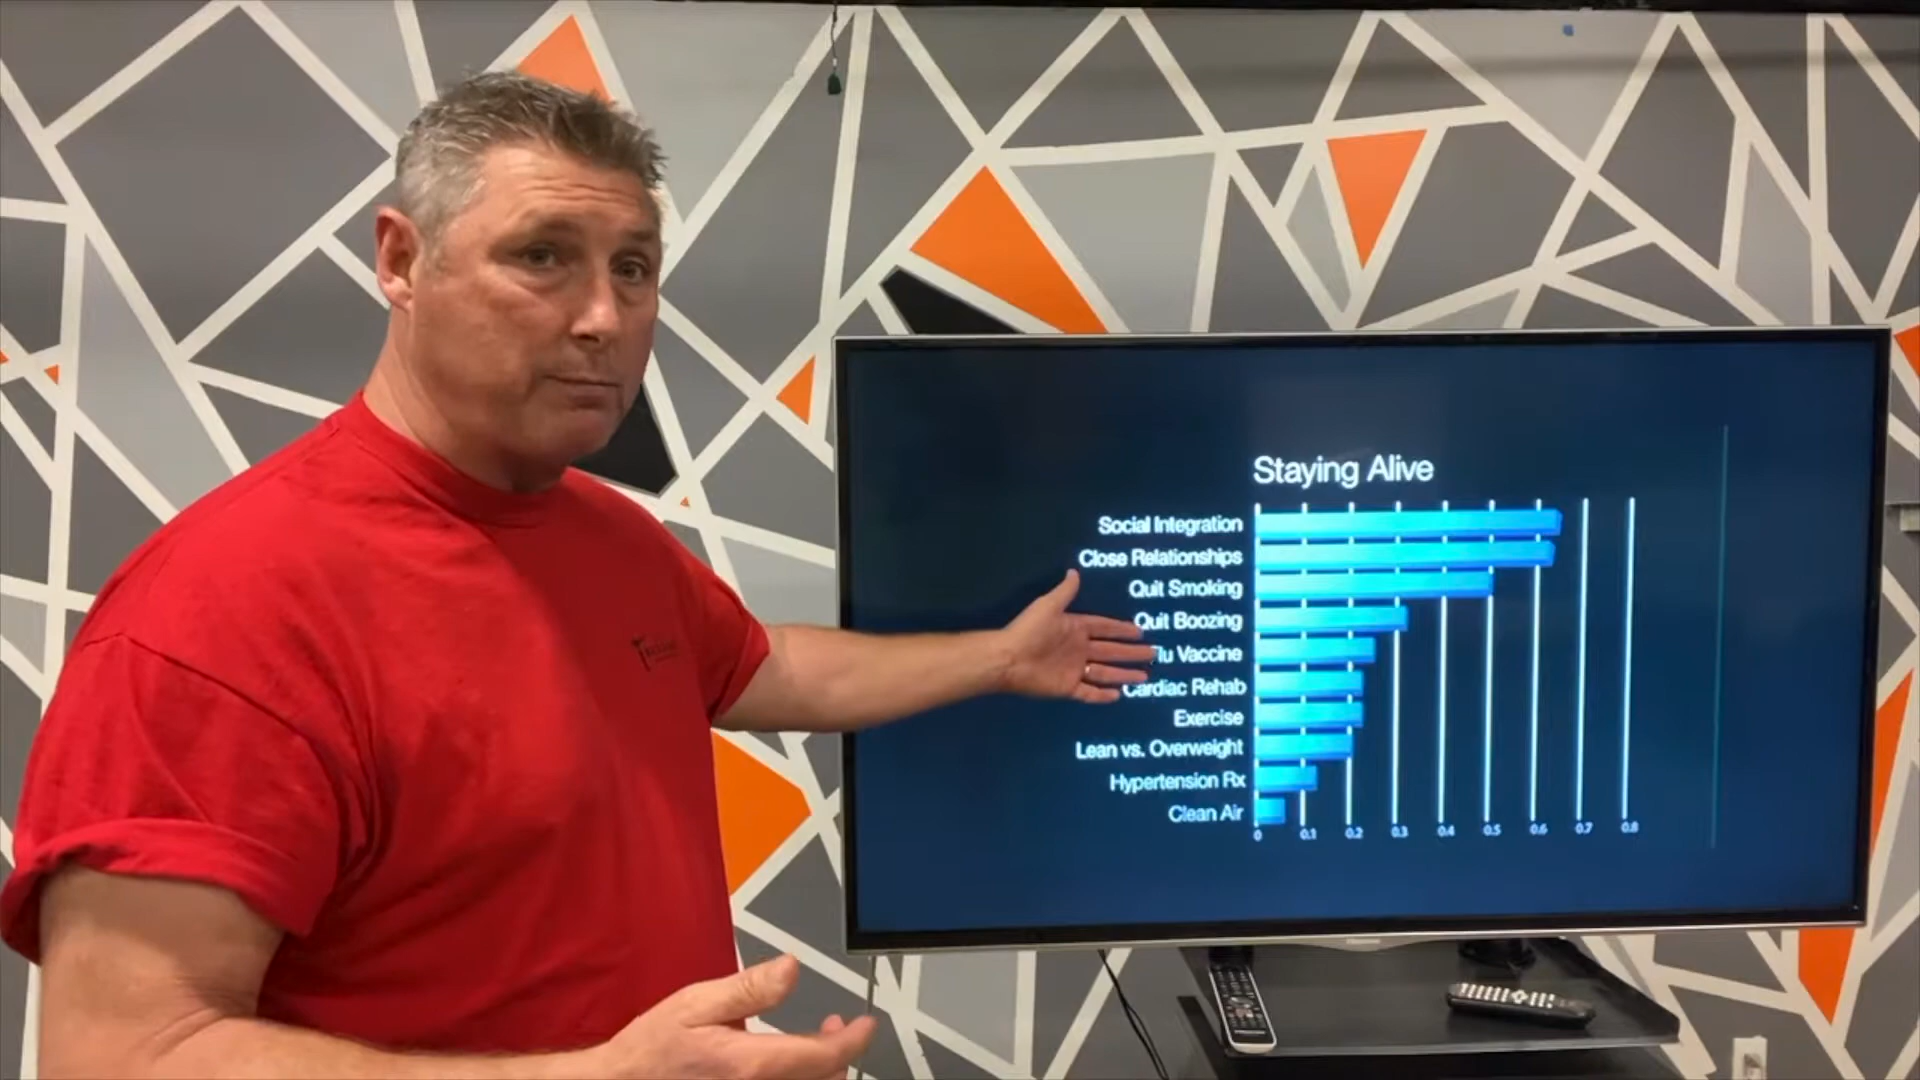 Staying Alive
Social Integration
Close Relationships
Quit Smoking
Quit Boozing
Flu Vaccine
Cardiac Rehab
Exercise
Lean vs. Overweight
Hypertension Rx
Clean Air
0 0.1 0.2 0.3 0.4 0.5 0.6 0.7 0.8